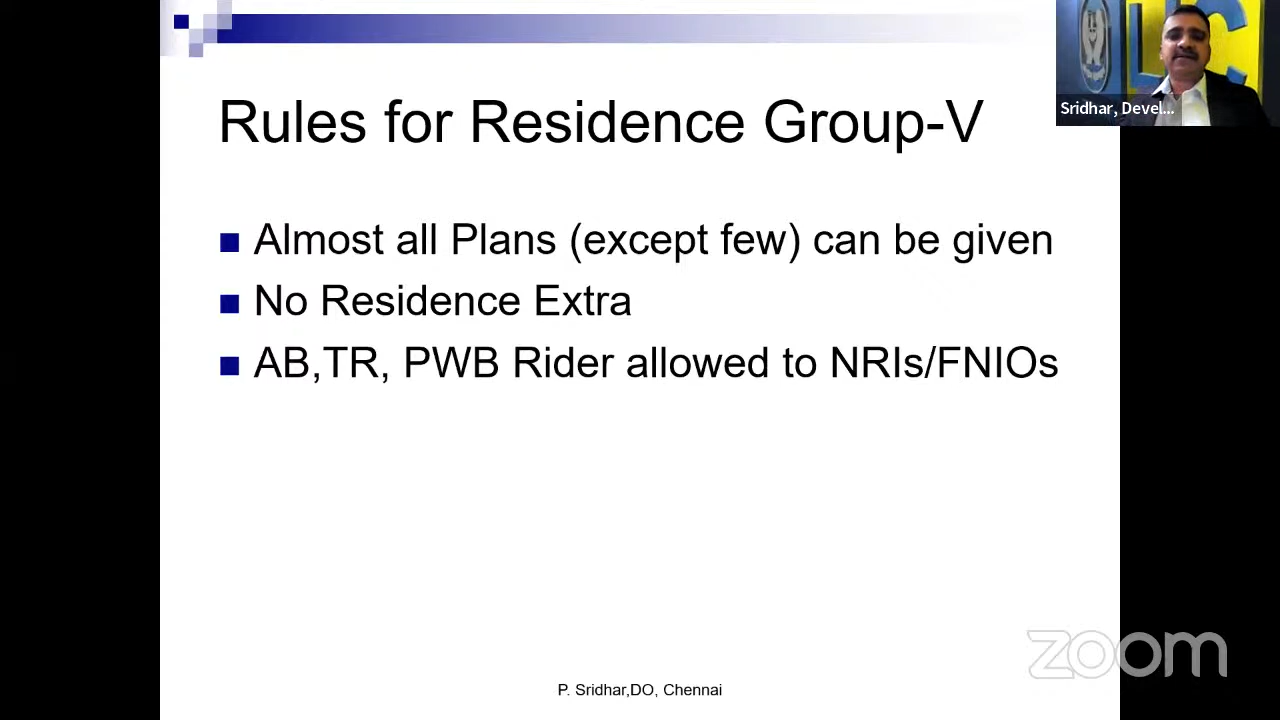 Rules for Residence Group-V
Sridhar, Devel...
Almost all Plans (except few) can be given
No Residence Extra
AB,TR, PWB Rider allowed to NRIs/FNIOs
zoom
P. Sridhar,DO, Chennai